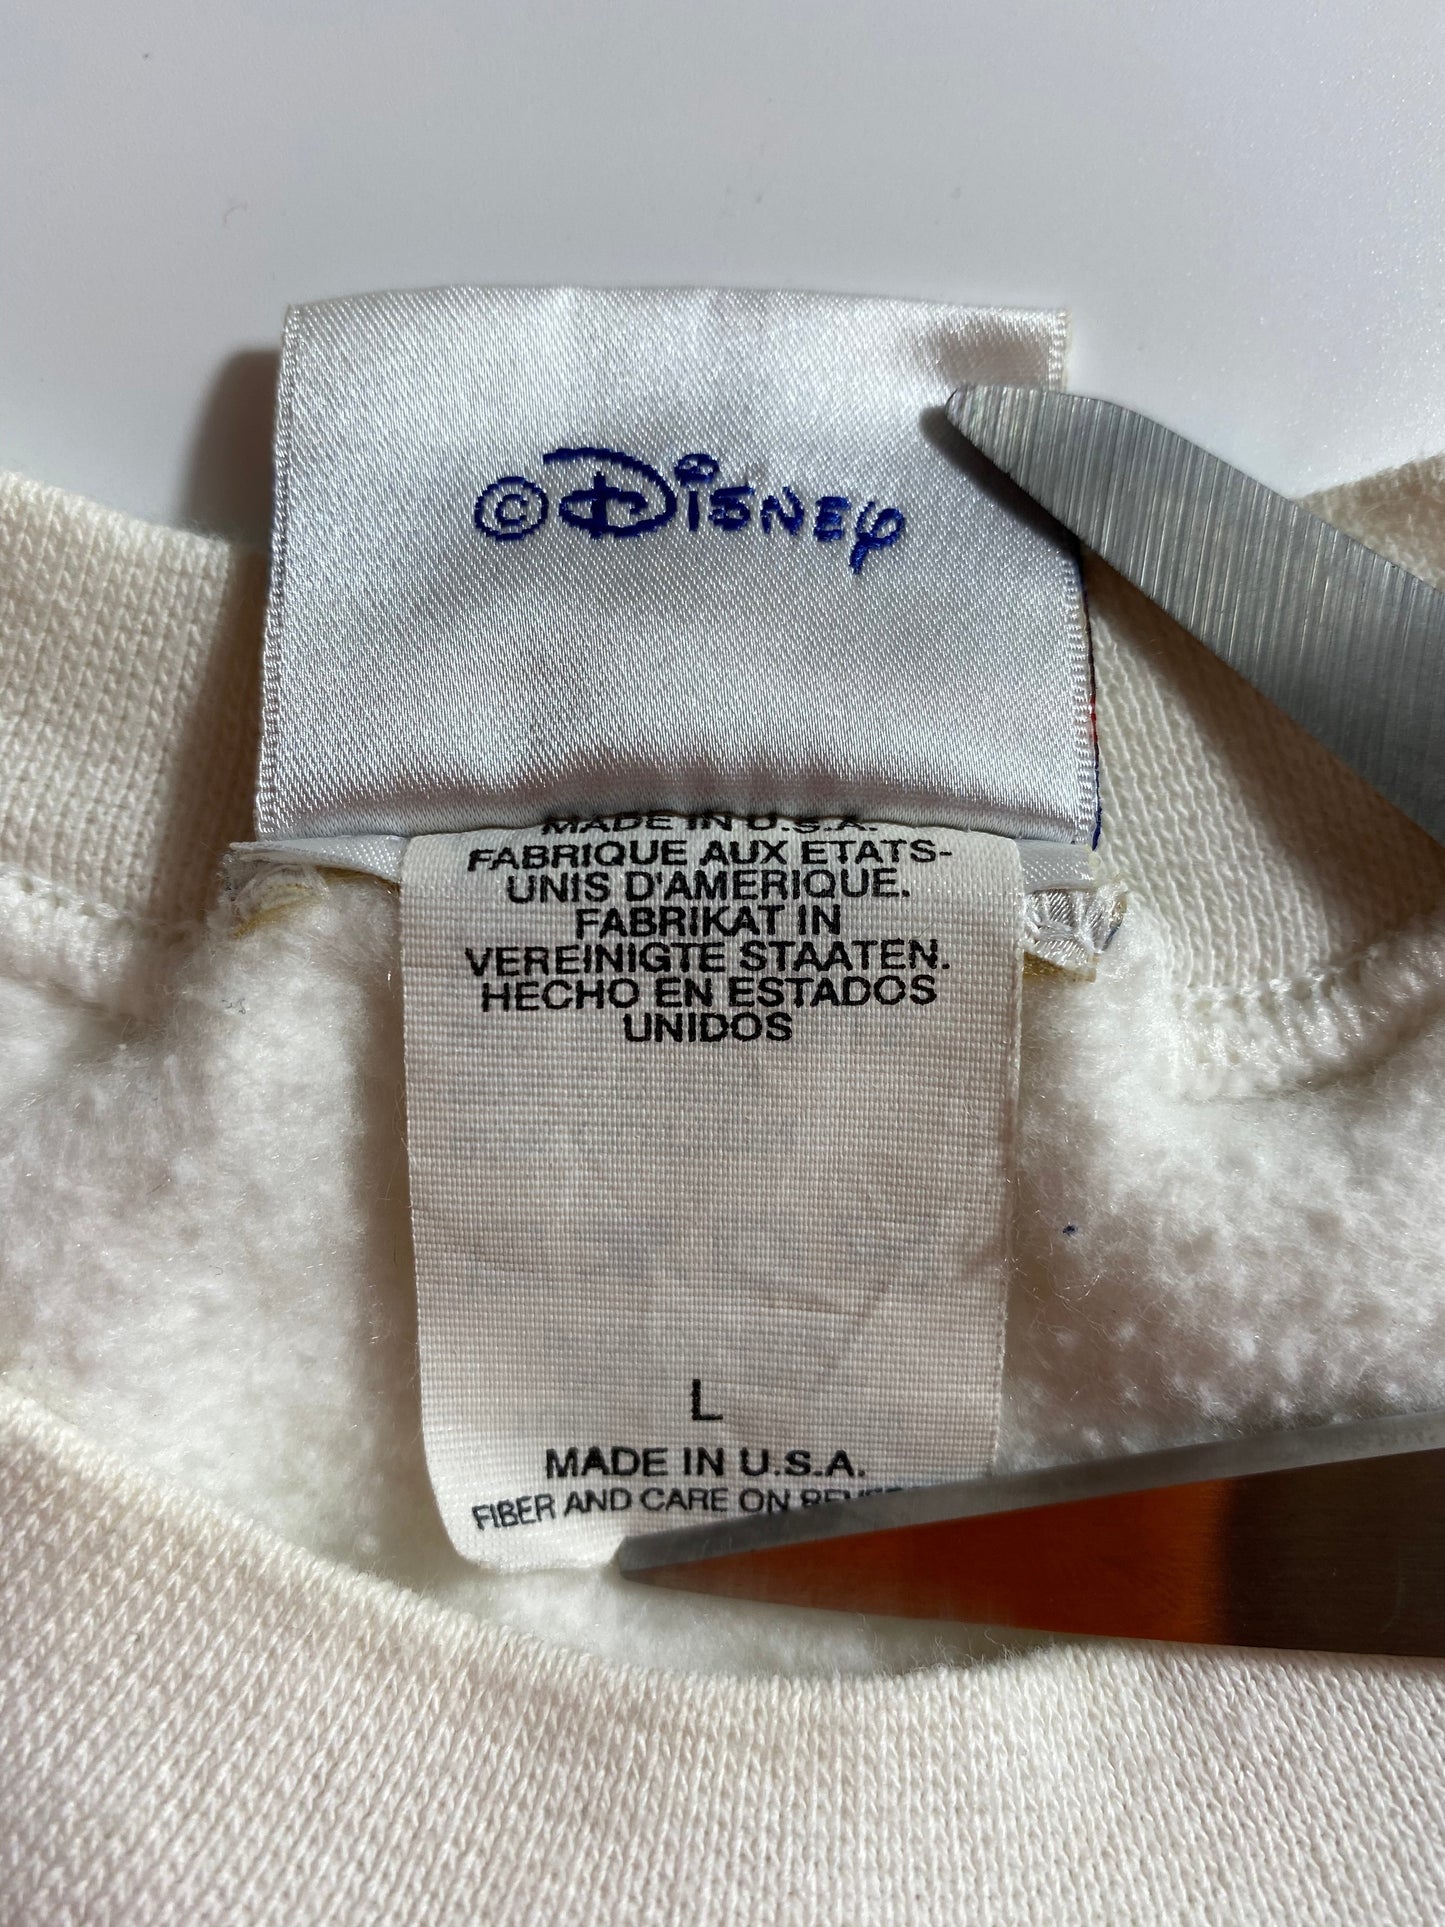 ©Disney
MADE IN U.S.A.
FABRIQUE AUX ETATS-
UNIS D'AMERIQUE.
FABRIKAT IN
VEREINIGTE STAATEN.
HECHO EN ESTADOS
UNIDOS
L
MADE IN U.S.A.
FIBER AND CARE ON